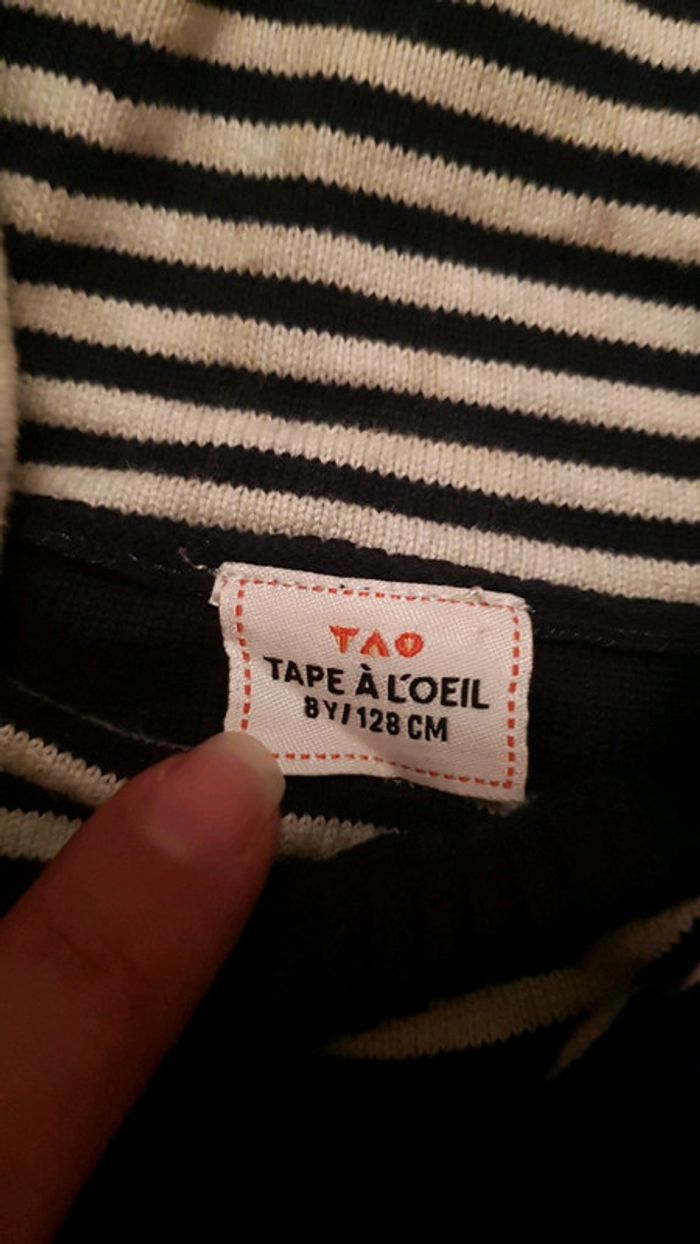 TAO
TAPE À L'OEIL
8Y/128 CM